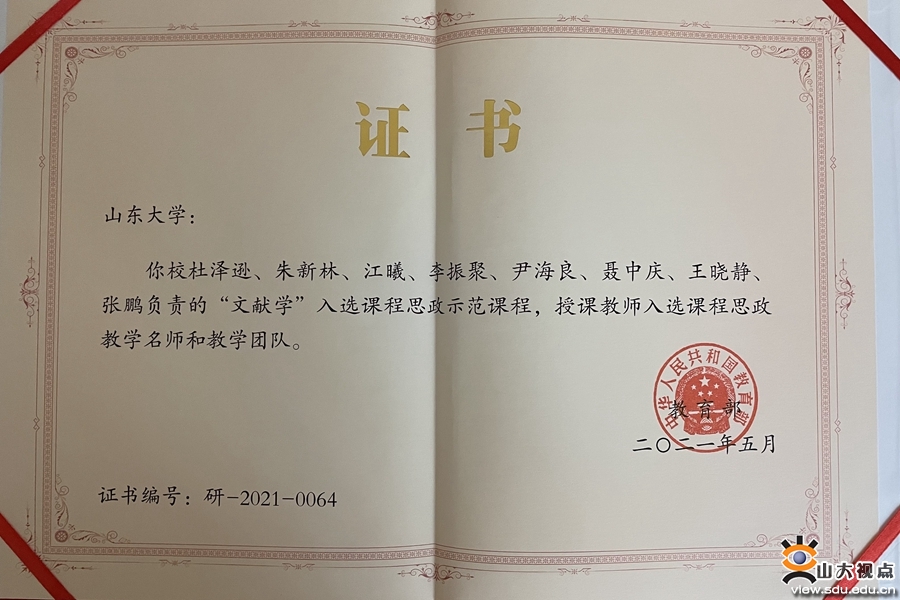 证书
山东大学：
你校杜泽逊、朱新林、江曦、李振聚、尹海良、聂中庆、王晓静、
张鹏负责的“文献学”入选课程思政示范课程，授课教师入选课程思政
教学名师和教学团队。
中华人民共和国教育部
教育部
二〇二一年五月
证书编号：研-2021-0064
山大视点
view.sdu.edu.cn